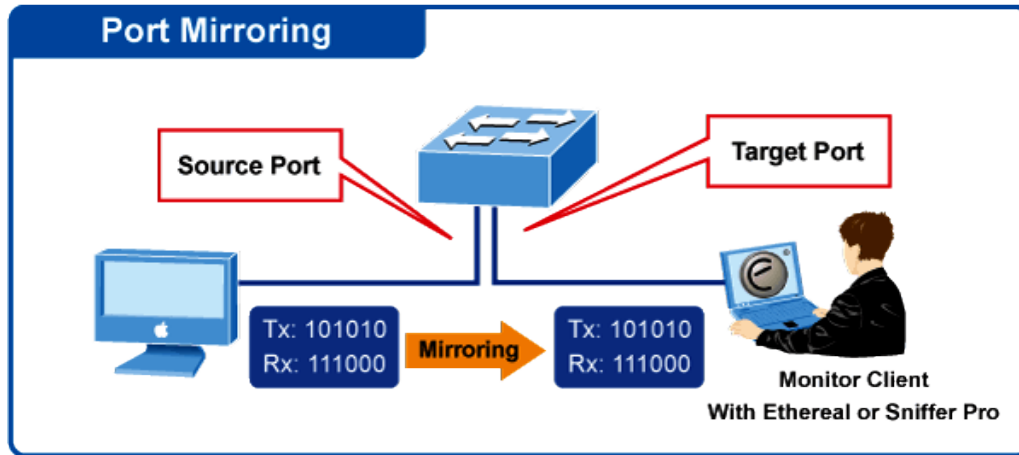 Port Mirroring
Source Port
Target Port
Tx: 101010
Rx: 111000
Mirroring
Tx: 101010
Rx: 111000
Monitor Client
With Ethereal or Sniffer Pro